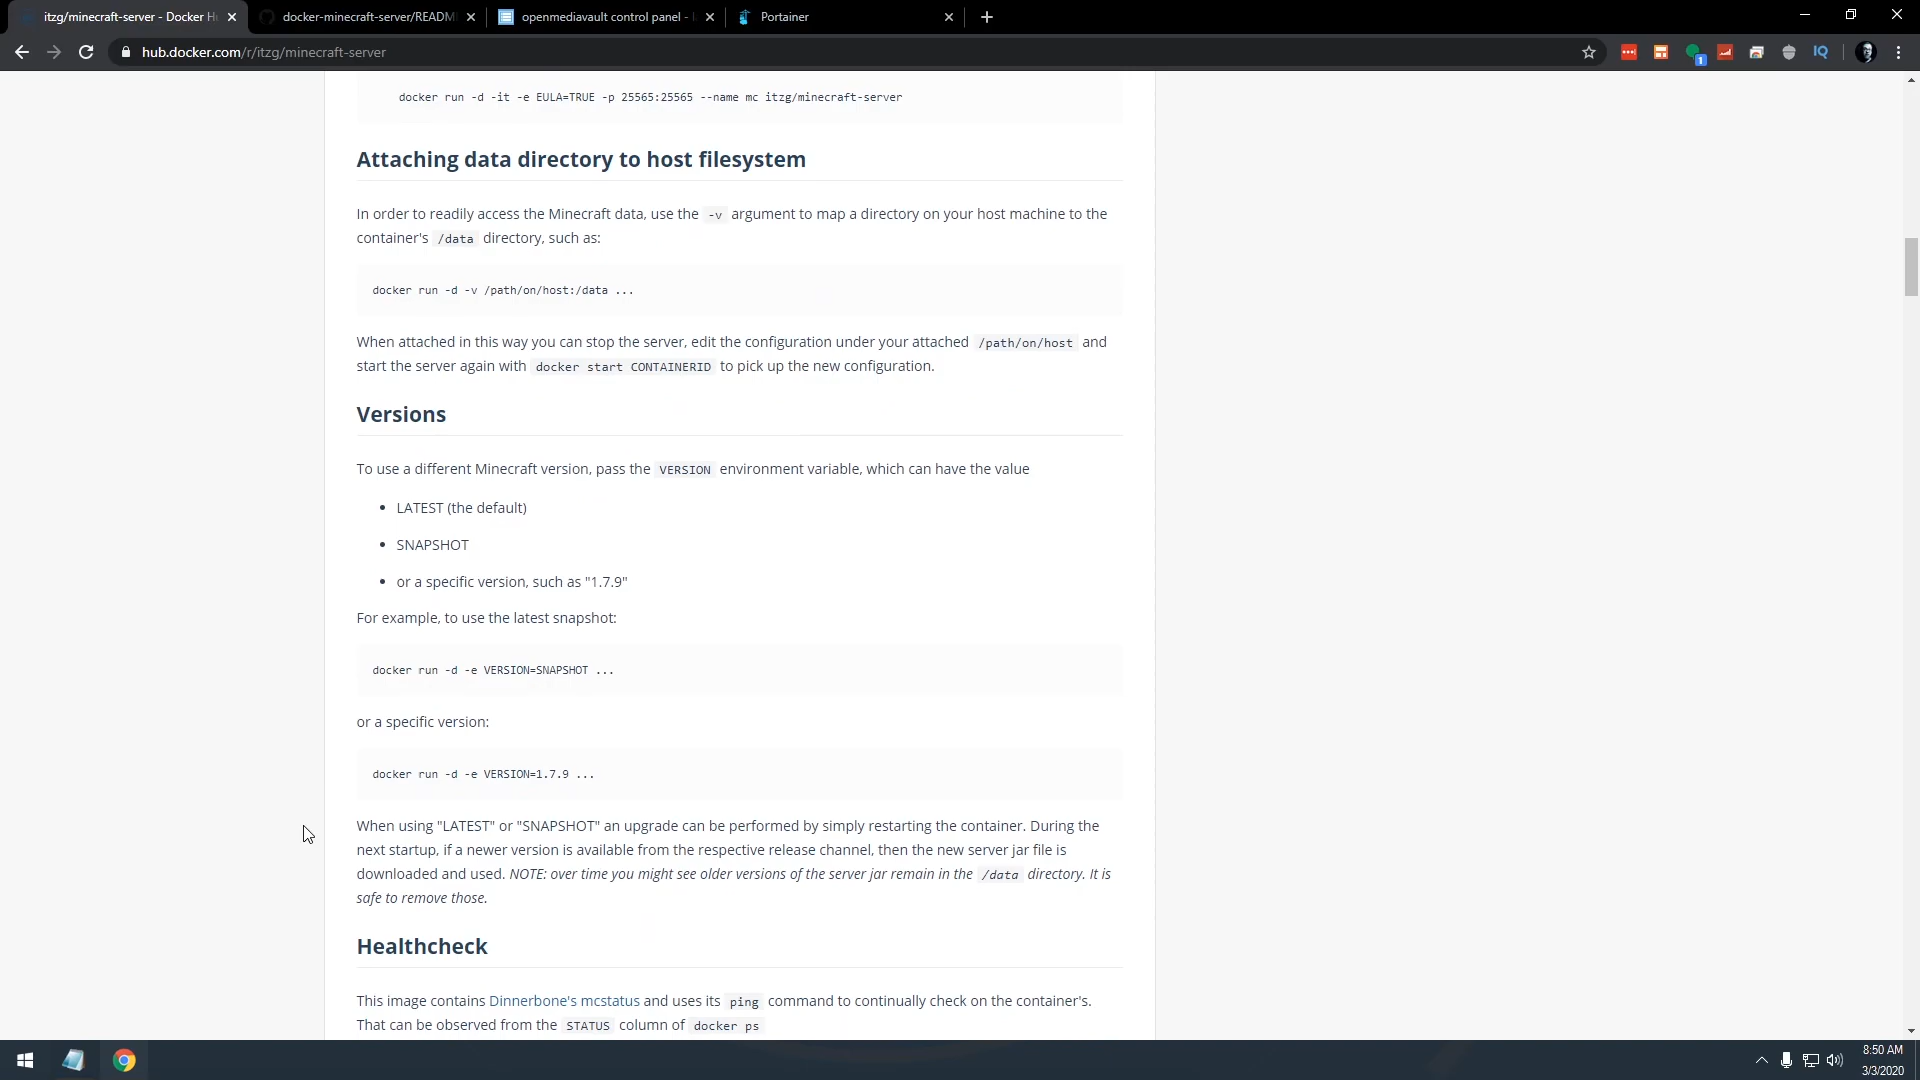 itzg/minecraft-server - Docker H
docker-minecraft-server/READM
openmediavault control panel -
Portainer
hub.docker.com/r/itzg/minecraft-server
1
IQ
docker run -d -it -e EULA=TRUE -p 25565:25565 --name mc itzg/minecraft-server
Attaching data directory to host filesystem
In order to readily access the Minecraft data, use the -v argument to map a directory on your host machine to the
container's /data directory, such as:
docker run -d -v /path/on/host:/data ...
When attached in this way you can stop the server, edit the configuration under your attached /path/on/host and
start the server again with docker start CONTAINERID to pick up the new configuration.
Versions
To use a different Minecraft version, pass the VERSION environment variable, which can have the value
• LATEST (the default)
• SNAPSHOT
• or a specific version, such as "1.7.9"
For example, to use the latest snapshot:
docker run -d -e VERSION=SNAPSHOT ...
or a specific version:
docker run -d -e VERSION=1.7.9 ...
When using "LATEST" or "SNAPSHOT" an upgrade can be performed by simply restarting the container. During the
next startup, if a newer version is available from the respective release channel, then the new server jar file is
downloaded and used. NOTE: over time you might see older versions of the server jar remain in the /data directory. It is
safe to remove those.
Healthcheck
This image contains Dinnerbone's mcstatus and uses its ping command to continually check on the container's.
That can be observed from the STATUS column of docker ps
8:50 AM
3/3/2020